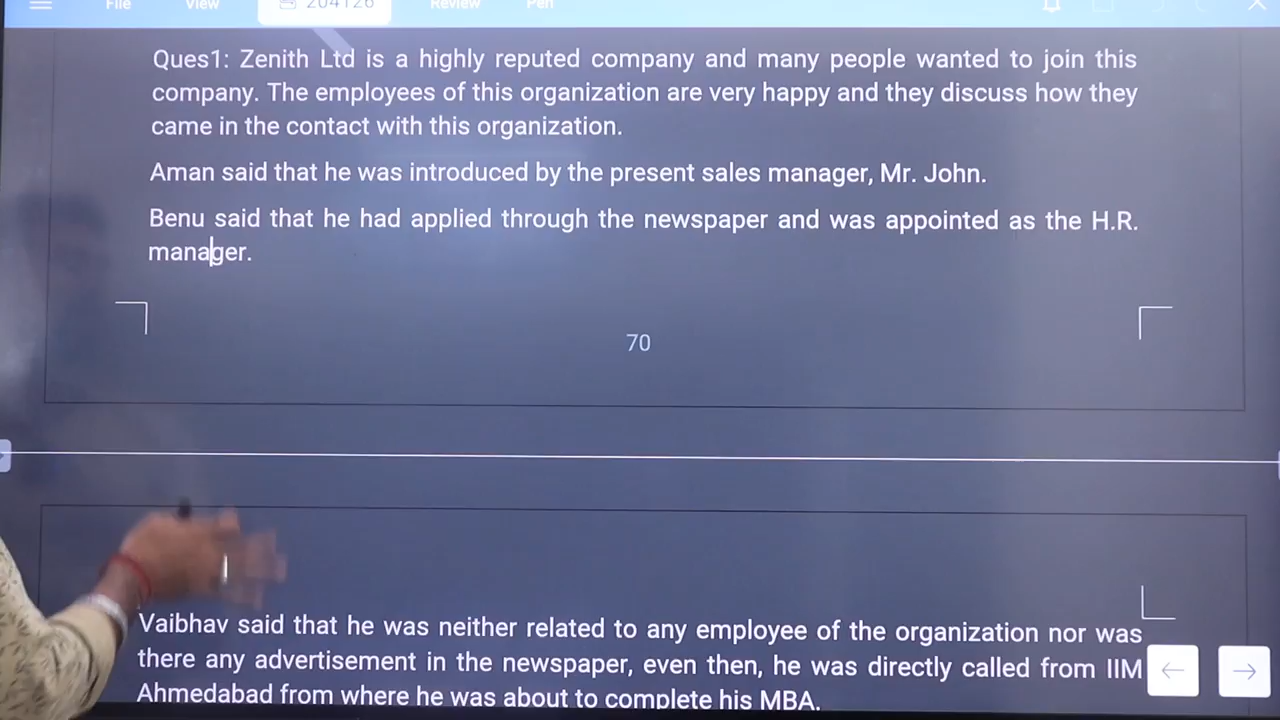 File View 204126 Review Pen
Ques1: Zenith Ltd is a highly reputed company and many people wanted to join this
company. The employees of this organization are very happy and they discuss how they
came in the contact with this organization.
Aman said that he was introduced by the present sales manager, Mr. John.
Benu said that he had applied through the newspaper and was appointed as the H.R.
manager.
70
Vaibhav said that he was neither related to any employee of the organization nor was
there any advertisement in the newspaper, even then, he was directly called from IIM
Ahmedabad from where he was about to complete his MBA.